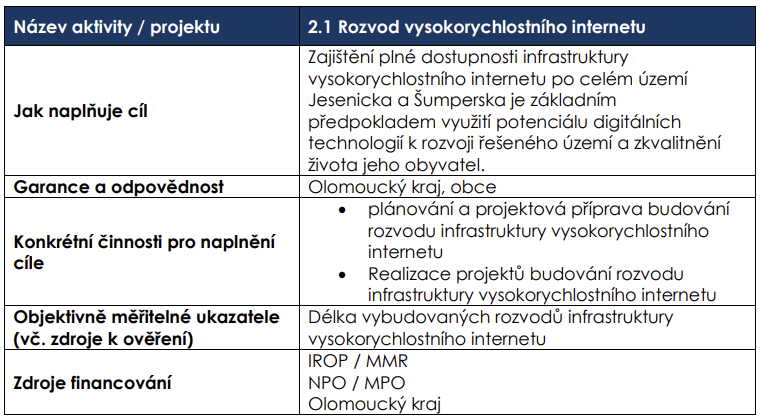 Název aktivity / projektu
2.1 Rozvod vysokorychlostního internetu
Jak naplňuje cíl
Zajištění plné dostupnosti infrastruktury
vysokorychlostního internetu po celém území
Jesenicka a Šumperska je základním
předpokladem využití potenciálu digitálních
technologií k rozvoji řešeného území a zkvalitnění
života jeho obyvatel.
Garance a odpovědnost
Olomoucký kraj, obce
Konkrétní činnosti pro naplnění
cíle
• plánování a projektová příprava budování
rozvodu infrastruktury vysokorychlostního
internetu
• Realizace projektů budování rozvodu
infrastruktury vysokorychlostního internetu
Objektivně měřitelné ukazatele
(vč. zdroje k ověření)
Délka vybudovaných rozvodů infrastruktury
vysokorychlostního internetu
Zdroje financování
IROP / MMR
NPO / MPO
Olomoucký kraj